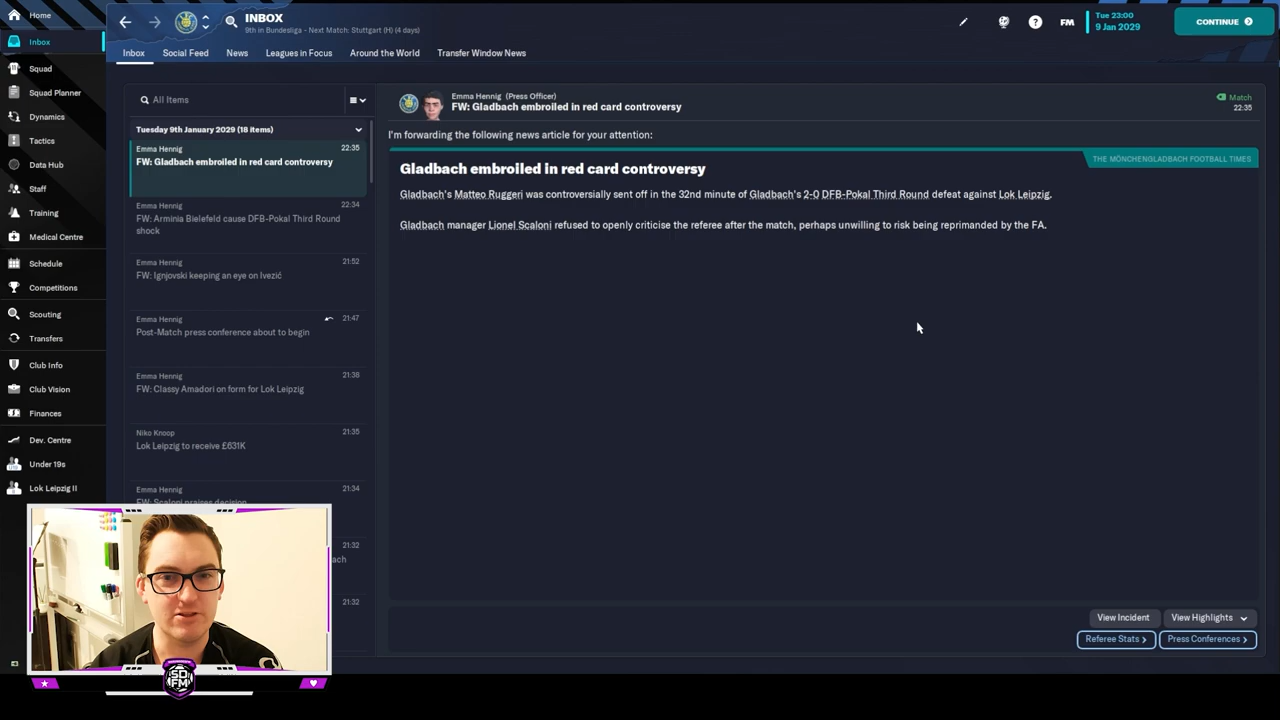 Home
INBOX
9th in Bundesliga - Next Match: Stuttgart (H) (4 days)
FM
Tue 23:00
9 Jan 2029
CONTINUE
Inbox
Squad
Squad Planner
Dynamics
Tactics
Data Hub
Staff
Training
Medical Centre
Schedule
Competitions
Scouting
Transfers
Club Info
Club Vision
Finances
Dev. Centre
Under 19s
Lok Leipzig II
Inbox Social Feed News Leagues in Focus Around the World Transfer Window News
All Items
Tuesday 9th January 2029 (18 items)
Emma Hennig 22:35
FW: Gladbach embroiled in red card controversy
Emma Hennig 22:34
FW: Arminia Bielefeld cause DFB-Pokal Third Round
shock
Emma Hennig 21:52
FW: Ignjovski keeping an eye on Ivezić
Emma Hennig 21:47
Post-Match press conference about to begin
Emma Hennig 21:38
FW: Classy Amadori on form for Lok Leipzig
Niko Knoop 21:35
Lok Leipzig to receive £631K
Emma Hennig 21:34
FW: Scaloni praises decision
21:32
ach
21:32
Emma Hennig (Press Officer)
FW: Gladbach embroiled in red card controversy
Match
22:35
I'm forwarding the following news article for your attention:
THE MÖNCHENGLADBACH FOOTBALL TIMES
Gladbach embroiled in red card controversy
Gladbach's Matteo Ruggeri was controversially sent off in the 32nd minute of Gladbach's 2-0 DFB-Pokal Third Round defeat against Lok Leipzig.
Gladbach manager Lionel Scaloni refused to openly criticise the referee after the match, perhaps unwilling to risk being reprimanded by the FA.
View Incident View Highlights
Referee Stats Press Conferences
SD
FM